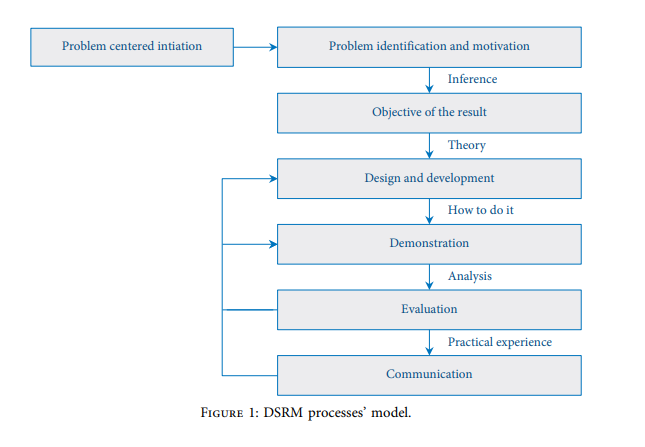 Problem centered intiation
Problem identification and motivation
Inference
Objective of the result
Theory
Design and development
How to do it
Demonstration
Analysis
Evaluation
Practical experience
Communication
Figure 1: DSRM processes’ model.